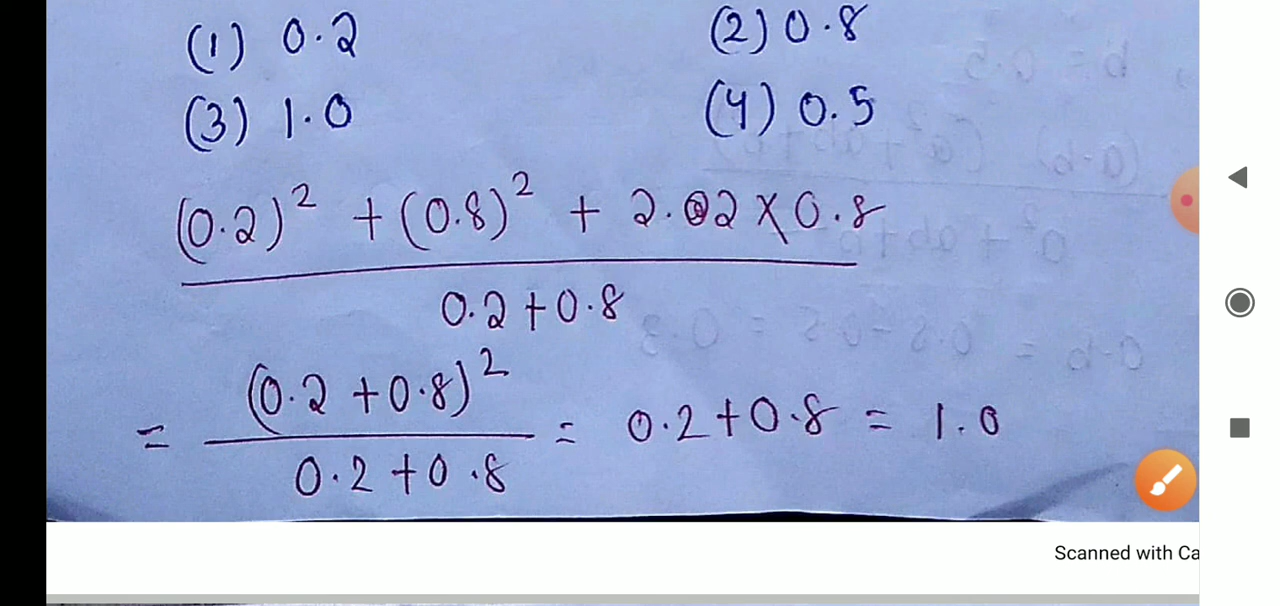 (1) 0.2 (2) 0.8
(3) 1.0 (4) 0.5
(0.2)² + (0.8)² + 2.02 × 0.8
0.2 + 0.8
= (0.2 + 0.8)² / 0.2 + 0.8 = 0.2 + 0.8 = 1.0
Scanned with Ca